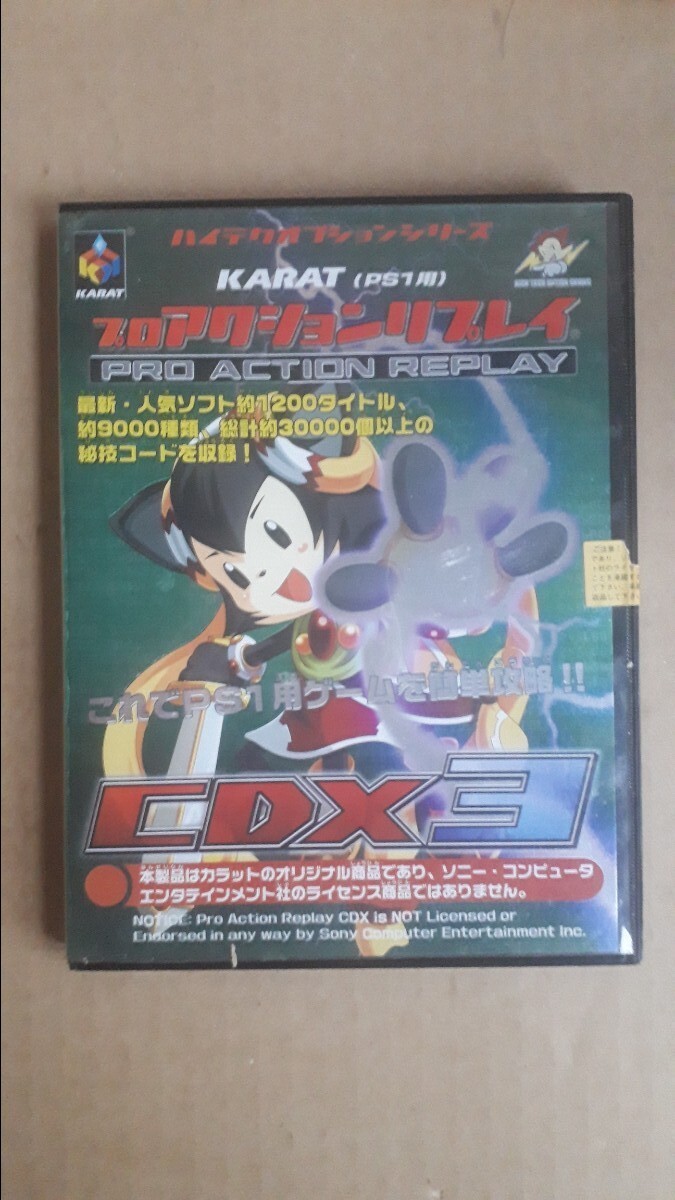 ハイテクオプションシリーズ
KARAT
KARAT (PS1用)
プロアクションリプレイ
PRO ACTION REPLAY
最新・人気ソフト約1200タイトル、
約9000種類、総計約30000個以上の
秘技コードを収録!
ご注意
これでPS1用ゲームを簡単攻略!!
CDX3
本製品はカラットのオリジナル商品であり、ソニー・コンピュータ
エンタテインメント社のライセンス商品ではありません。
NOTICE: Pro Action Replay CDX is NOT Licensed or
Endorsed in any way by Sony Computer Entertainment Inc.